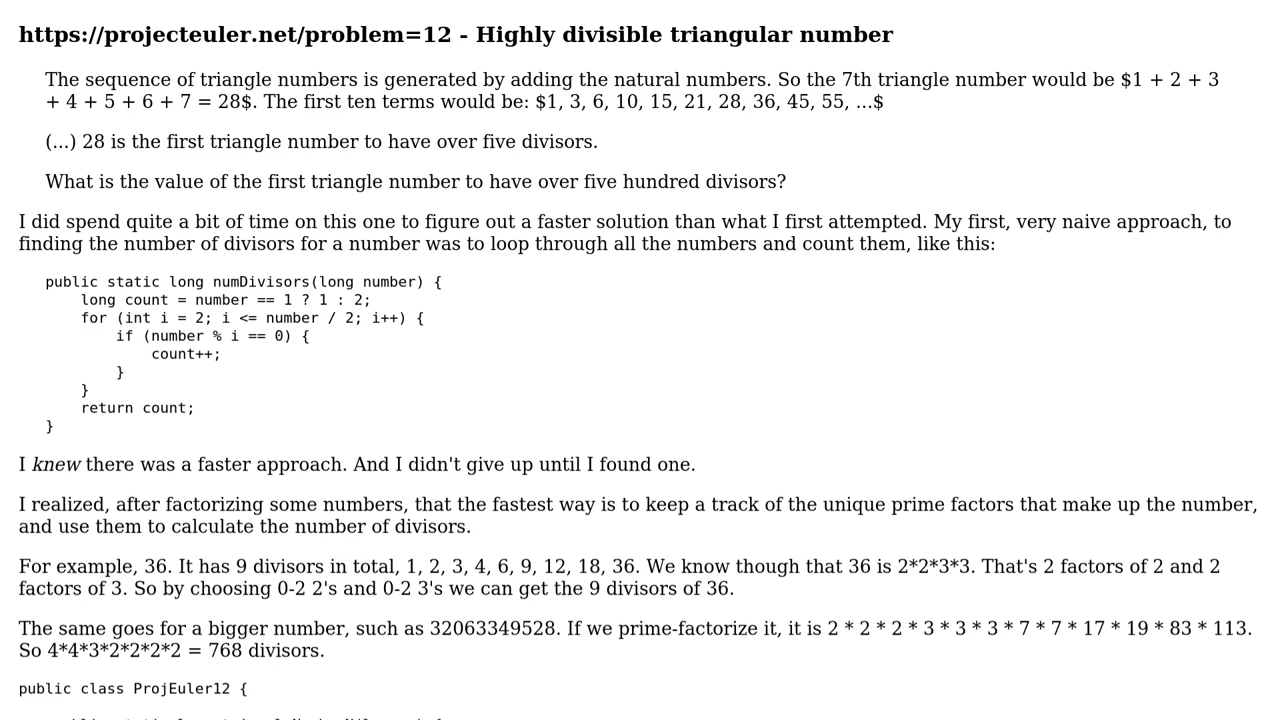 https://projecteuler.net/problem=12 - Highly divisible triangular number
The sequence of triangle numbers is generated by adding the natural numbers. So the 7th triangle number would be $1 + 2 + 3
+ 4 + 5 + 6 + 7 = 28$. The first ten terms would be: $1, 3, 6, 10, 15, 21, 28, 36, 45, 55, ...$
(...) 28 is the first triangle number to have over five divisors.
What is the value of the first triangle number to have over five hundred divisors?
I did spend quite a bit of time on this one to figure out a faster solution than what I first attempted. My first, very naive approach, to
finding the number of divisors for a number was to loop through all the numbers and count them, like this:
public static long numDivisors(long number) {
    long count = number == 1 ? 1 : 2;
    for (int i = 2; i <= number / 2; i++) {
        if (number % i == 0) {
            count++;
        }
    }
    return count;
}
I knew there was a faster approach. And I didn't give up until I found one.
I realized, after factorizing some numbers, that the fastest way is to keep a track of the unique prime factors that make up the number,
and use them to calculate the number of divisors.
For example, 36. It has 9 divisors in total, 1, 2, 3, 4, 6, 9, 12, 18, 36. We know though that 36 is 2*2*3*3. That's 2 factors of 2 and 2
factors of 3. So by choosing 0-2 2's and 0-2 3's we can get the 9 divisors of 36.
The same goes for a bigger number, such as 32063349528. If we prime-factorize it, it is 2 * 2 * 2 * 3 * 3 * 3 * 7 * 7 * 17 * 19 * 83 * 113.
So 4*4*3*2*2*2*2 = 768 divisors.
public class ProjEuler12 {